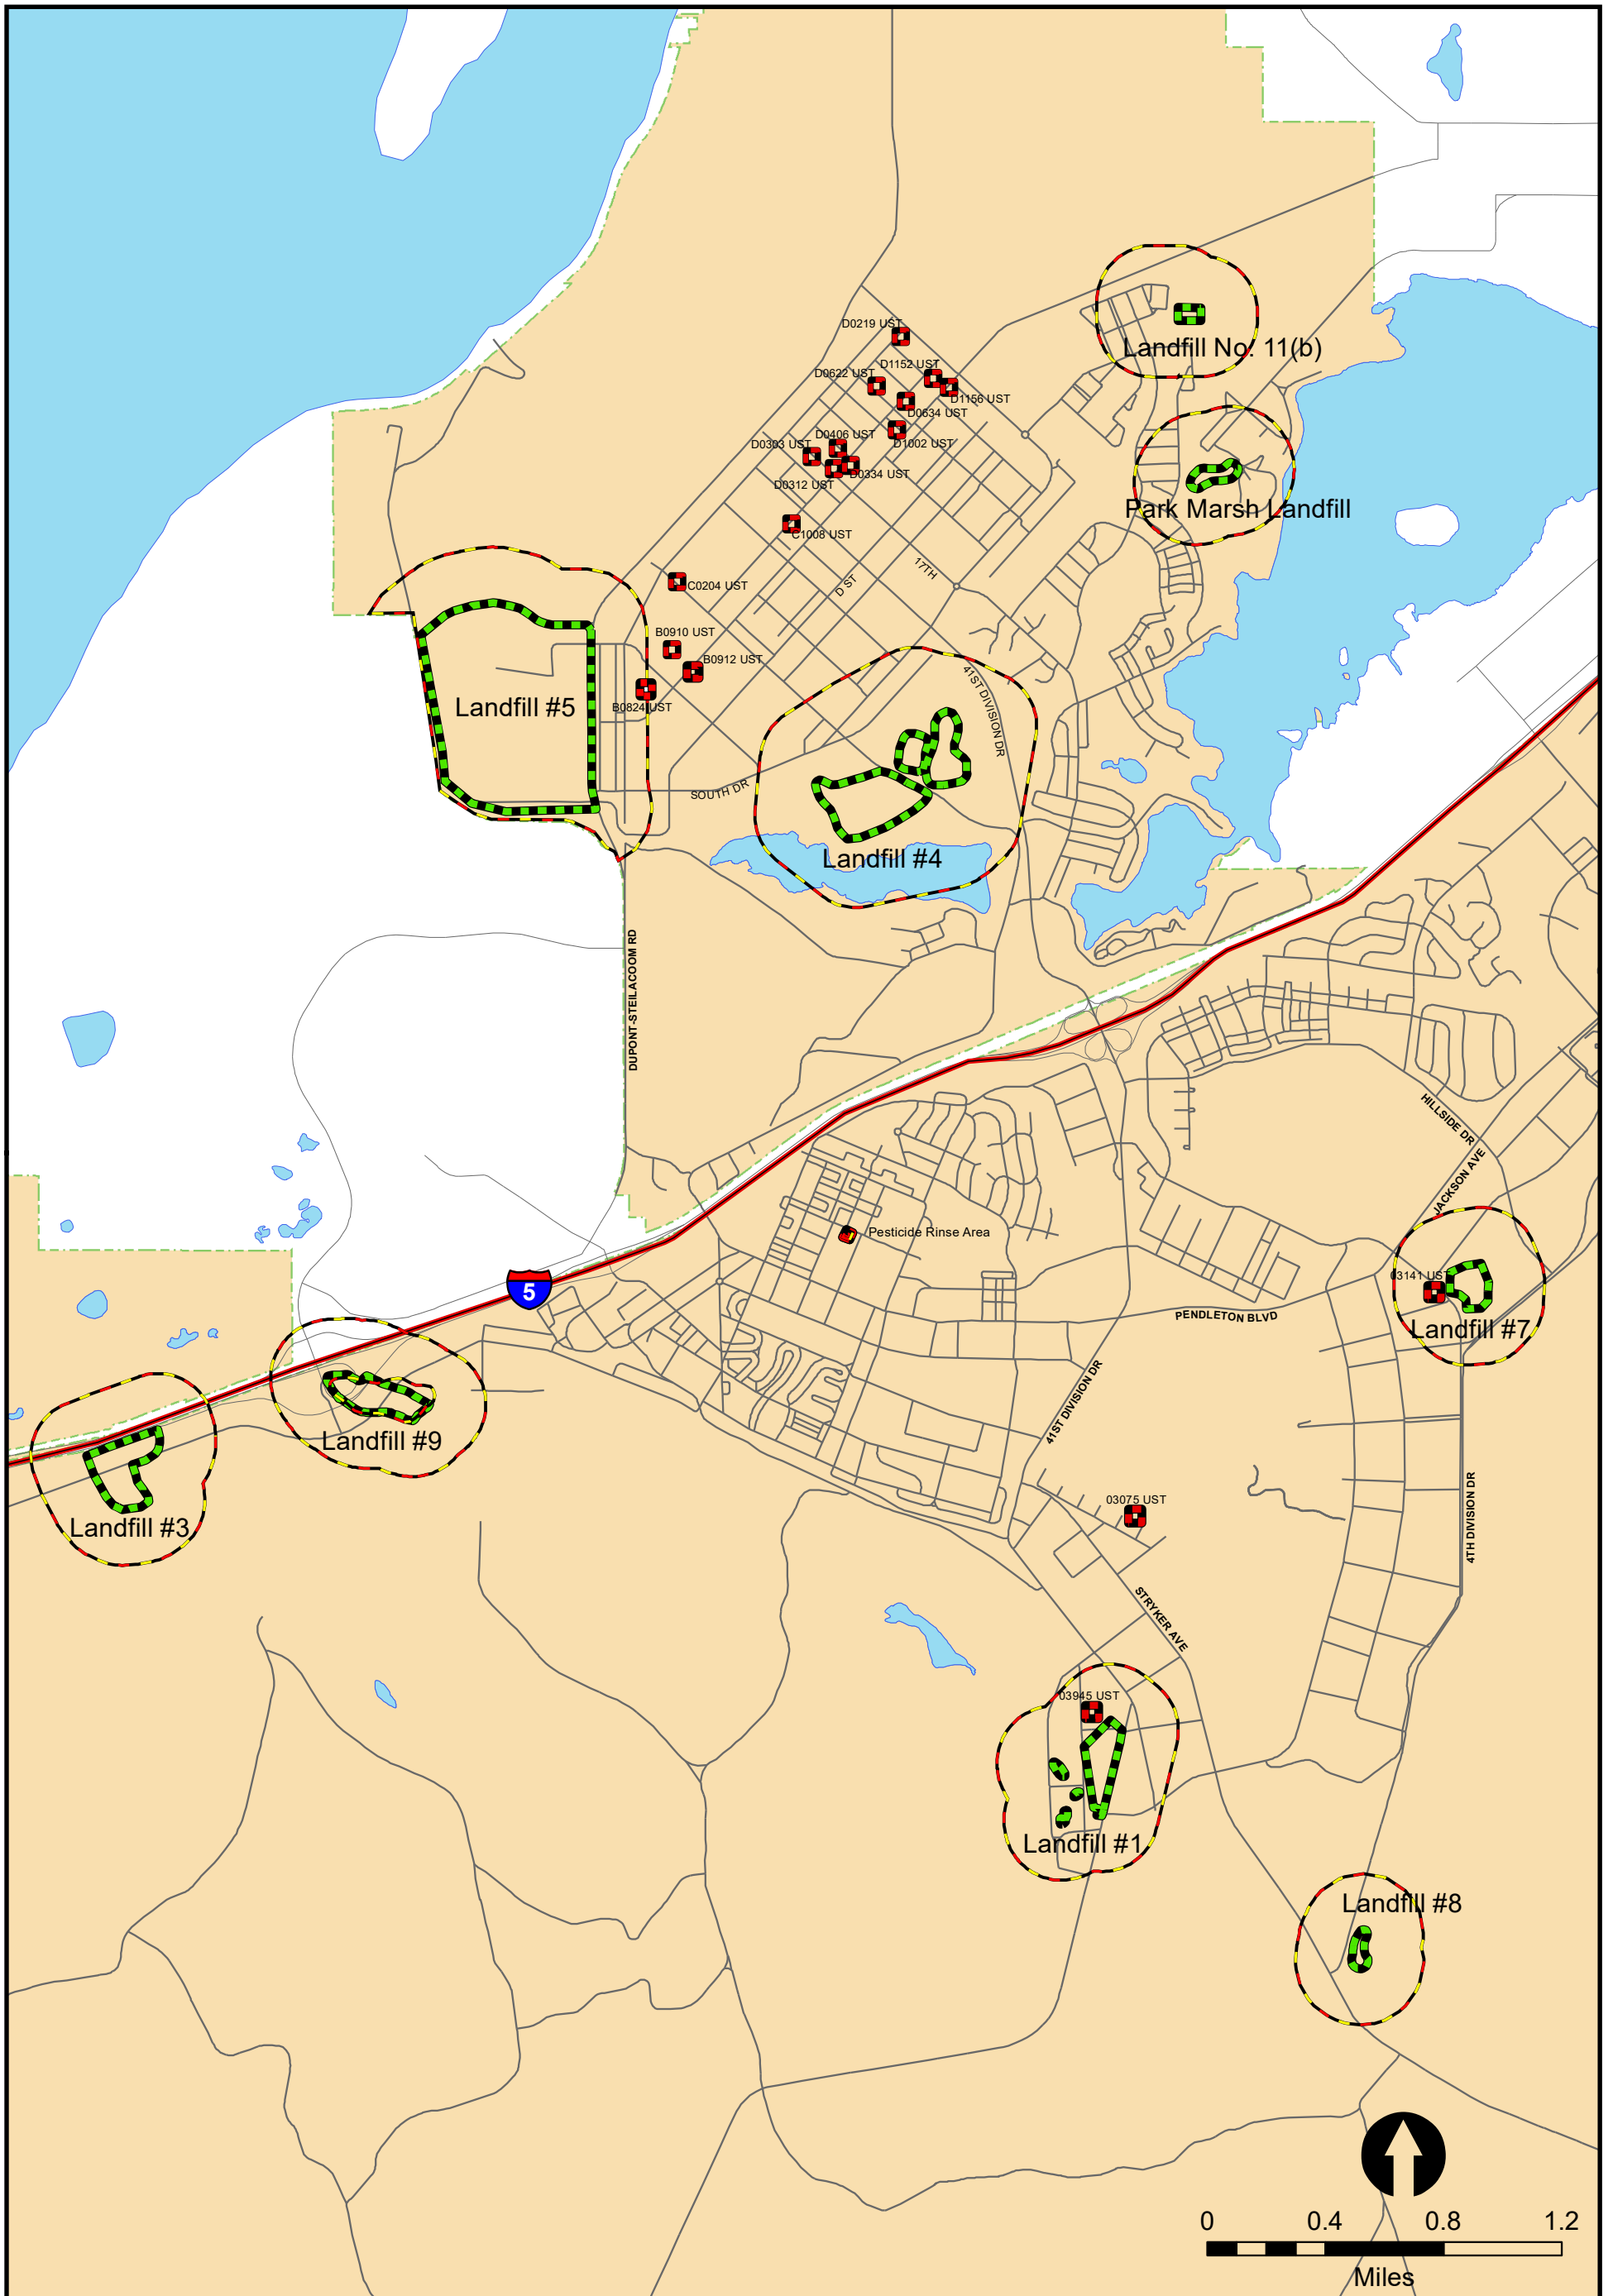 D0219 UST
Landfill No. 11(b)
D1152 UST
D0622 UST
D1156 UST
D0634 UST
D0406 UST
D1002 UST
D0303 UST
D0334 UST
D0312 UST
Park Marsh Landfill
C1008 UST
17TH
D ST
C0204 UST
B0910 UST
B0912 UST
41ST DIVISION DR
Landfill #5
B0824 UST
SOUTH DR
Landfill #4
DUPONT-STEILACOOM RD
HILLSIDE DR
JACKSON AVE
Pesticide Rinse Area
03141 UST
5
PENDLETON BLVD
Landfill #7
41ST DIVISION DR
Landfill #9
03075 UST
4TH DIVISION DR
Landfill #3
STRYKER AVE
03945 UST
Landfill #1
Landfill #8
0 0.4 0.8 1.2
Miles